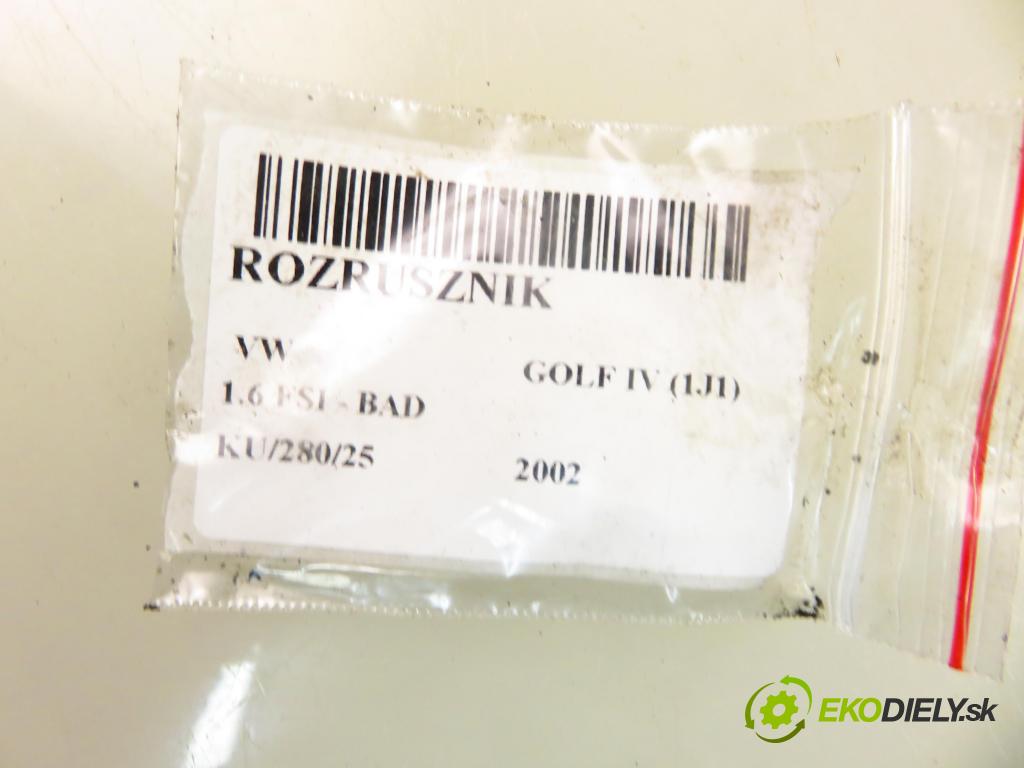 ROZRUSZNIK
VW GOLF IV (1J1)
1.6 FSI - BAD
KU/280/25 2002
EKODIELY.sk